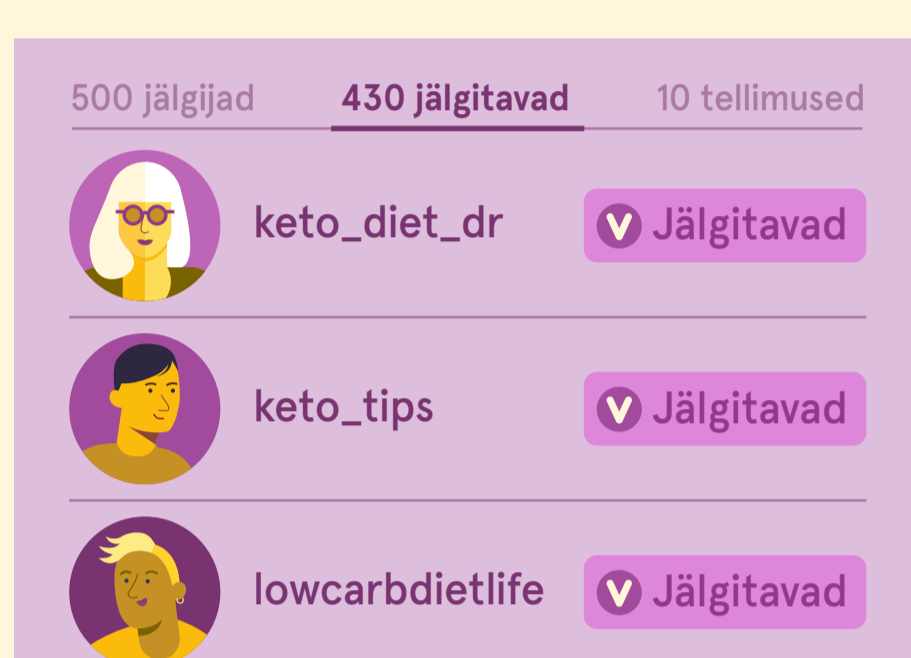 500 jälgijad 430 jälgitavad 10 tellimused
keto_diet_dr Jälgitavad
keto_tips Jälgitavad
lowcarbdietlife Jälgitavad